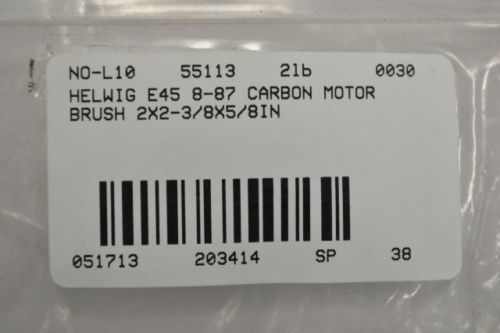 NO-L10 55113 2lb 0030
HELWIG E45 8-87 CARBON MOTOR
BRUSH 2X2-3/8X5/8IN
051713 203414 SP 38